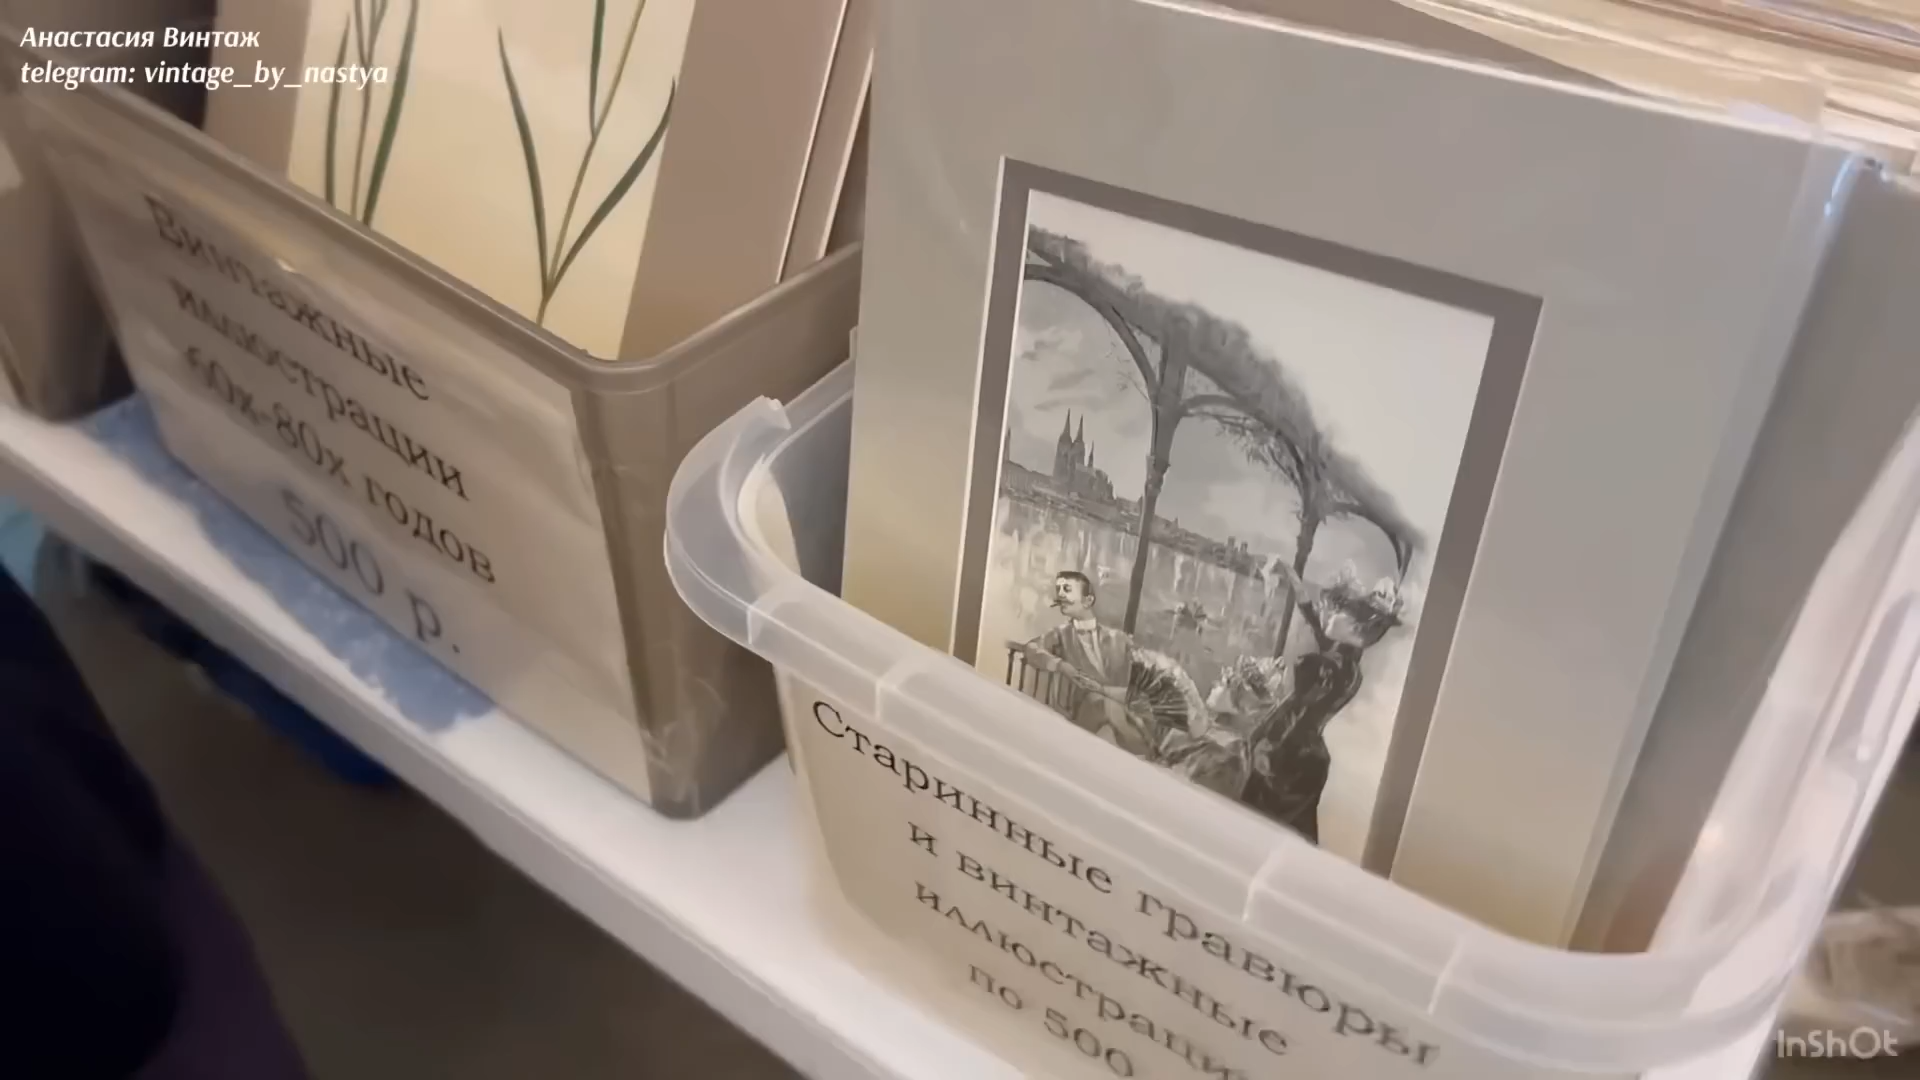 Анастасия Винтаж
telegram: vintage_by_nastya
Винтажные
иллюстрации
60х-80х годов
500 р.
Старинные гравюры
и винтажные
иллюстрации
по 500
InShOt